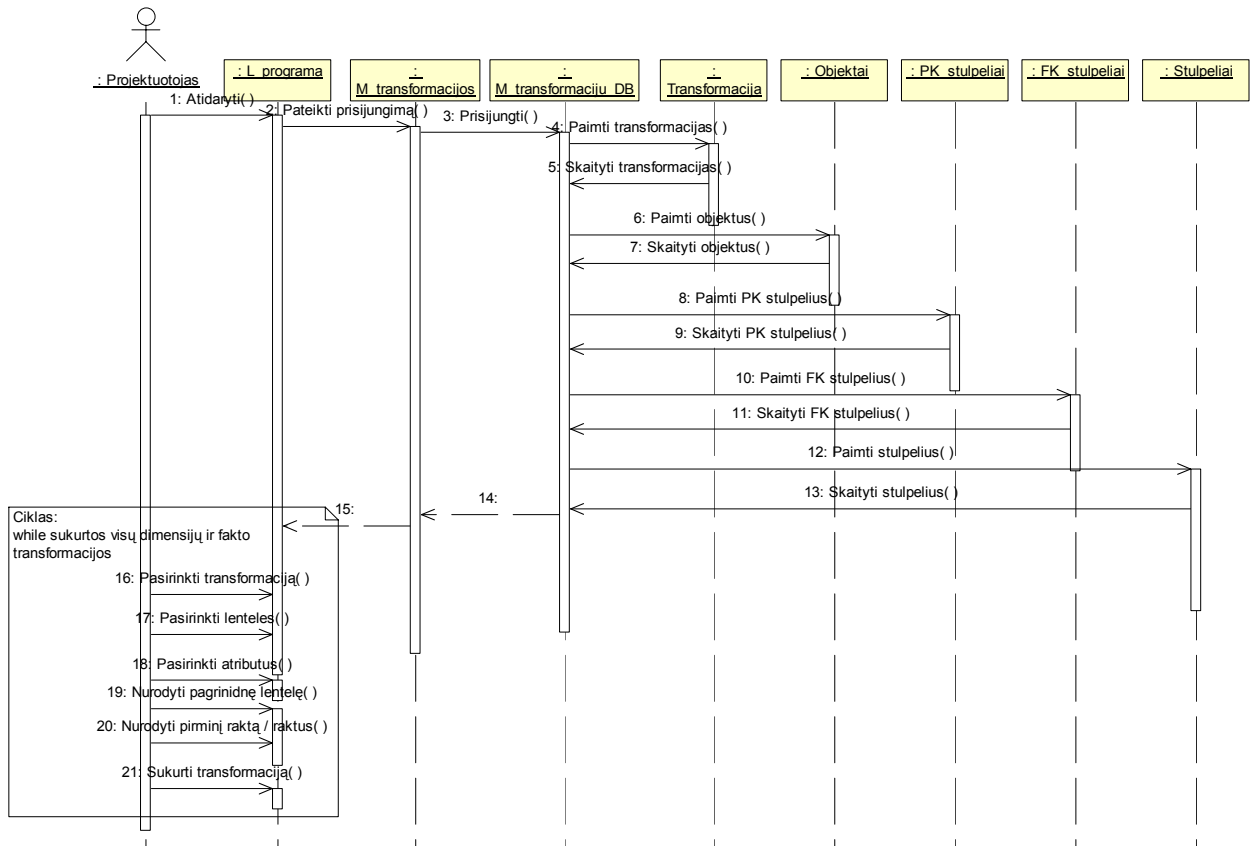 : Projektuotojas
: L_programa
:
M_transformacijos
:
M_transformaciju_DB
:
Transformacija
: Objektai
: PK_stulpeliai
: FK_stulpeliai
: Stulpeliai
1: Atidaryti( )
2: Pateikti prisijungimą( )
3: Prisijungti( )
4: Paimti transformacijas( )
5: Skaityti transformacijas( )
6: Paimti objektus( )
7: Skaityti objektus( )
8: Paimti PK stulpelius( )
9: Skaityti PK stulpelius( )
10: Paimti FK stulpelius( )
11: Skaityti FK stulpelius( )
12: Paimti stulpelius( )
13: Skaityti stulpelius( )
14:
15:
Ciklas:
while sukurtos visų dimensijų ir fakto
transformacijos
16: Pasirinkti transformaciją( )
17: Pasirinkti lenteles( )
18: Pasirinkti atributus( )
19: Nurodyti pagrinidnę lentelę( )
20: Nurodyti pirminį raktą / raktus( )
21: Sukurti transformaciją( )